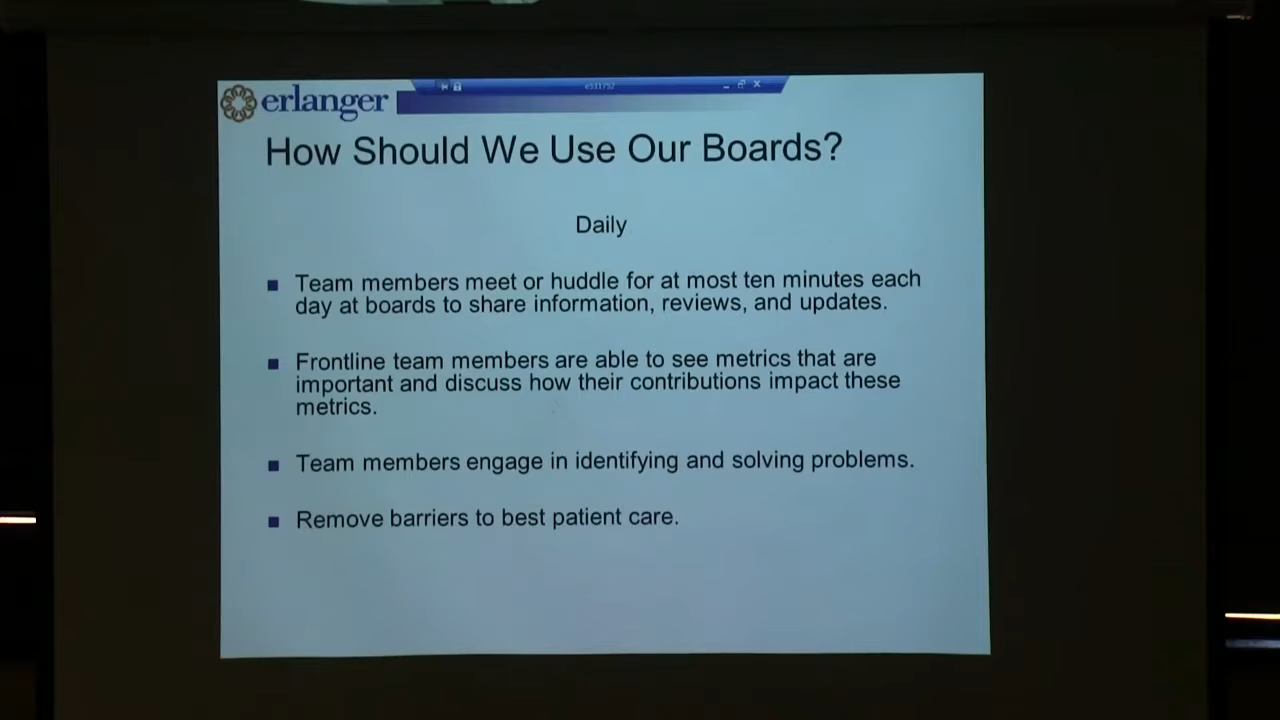 erlanger
How Should We Use Our Boards?
Daily
Team members meet or huddle for at most ten minutes each
day at boards to share information, reviews, and updates.
Frontline team members are able to see metrics that are
important and discuss how their contributions impact these
metrics.
Team members engage in identifying and solving problems.
Remove barriers to best patient care.